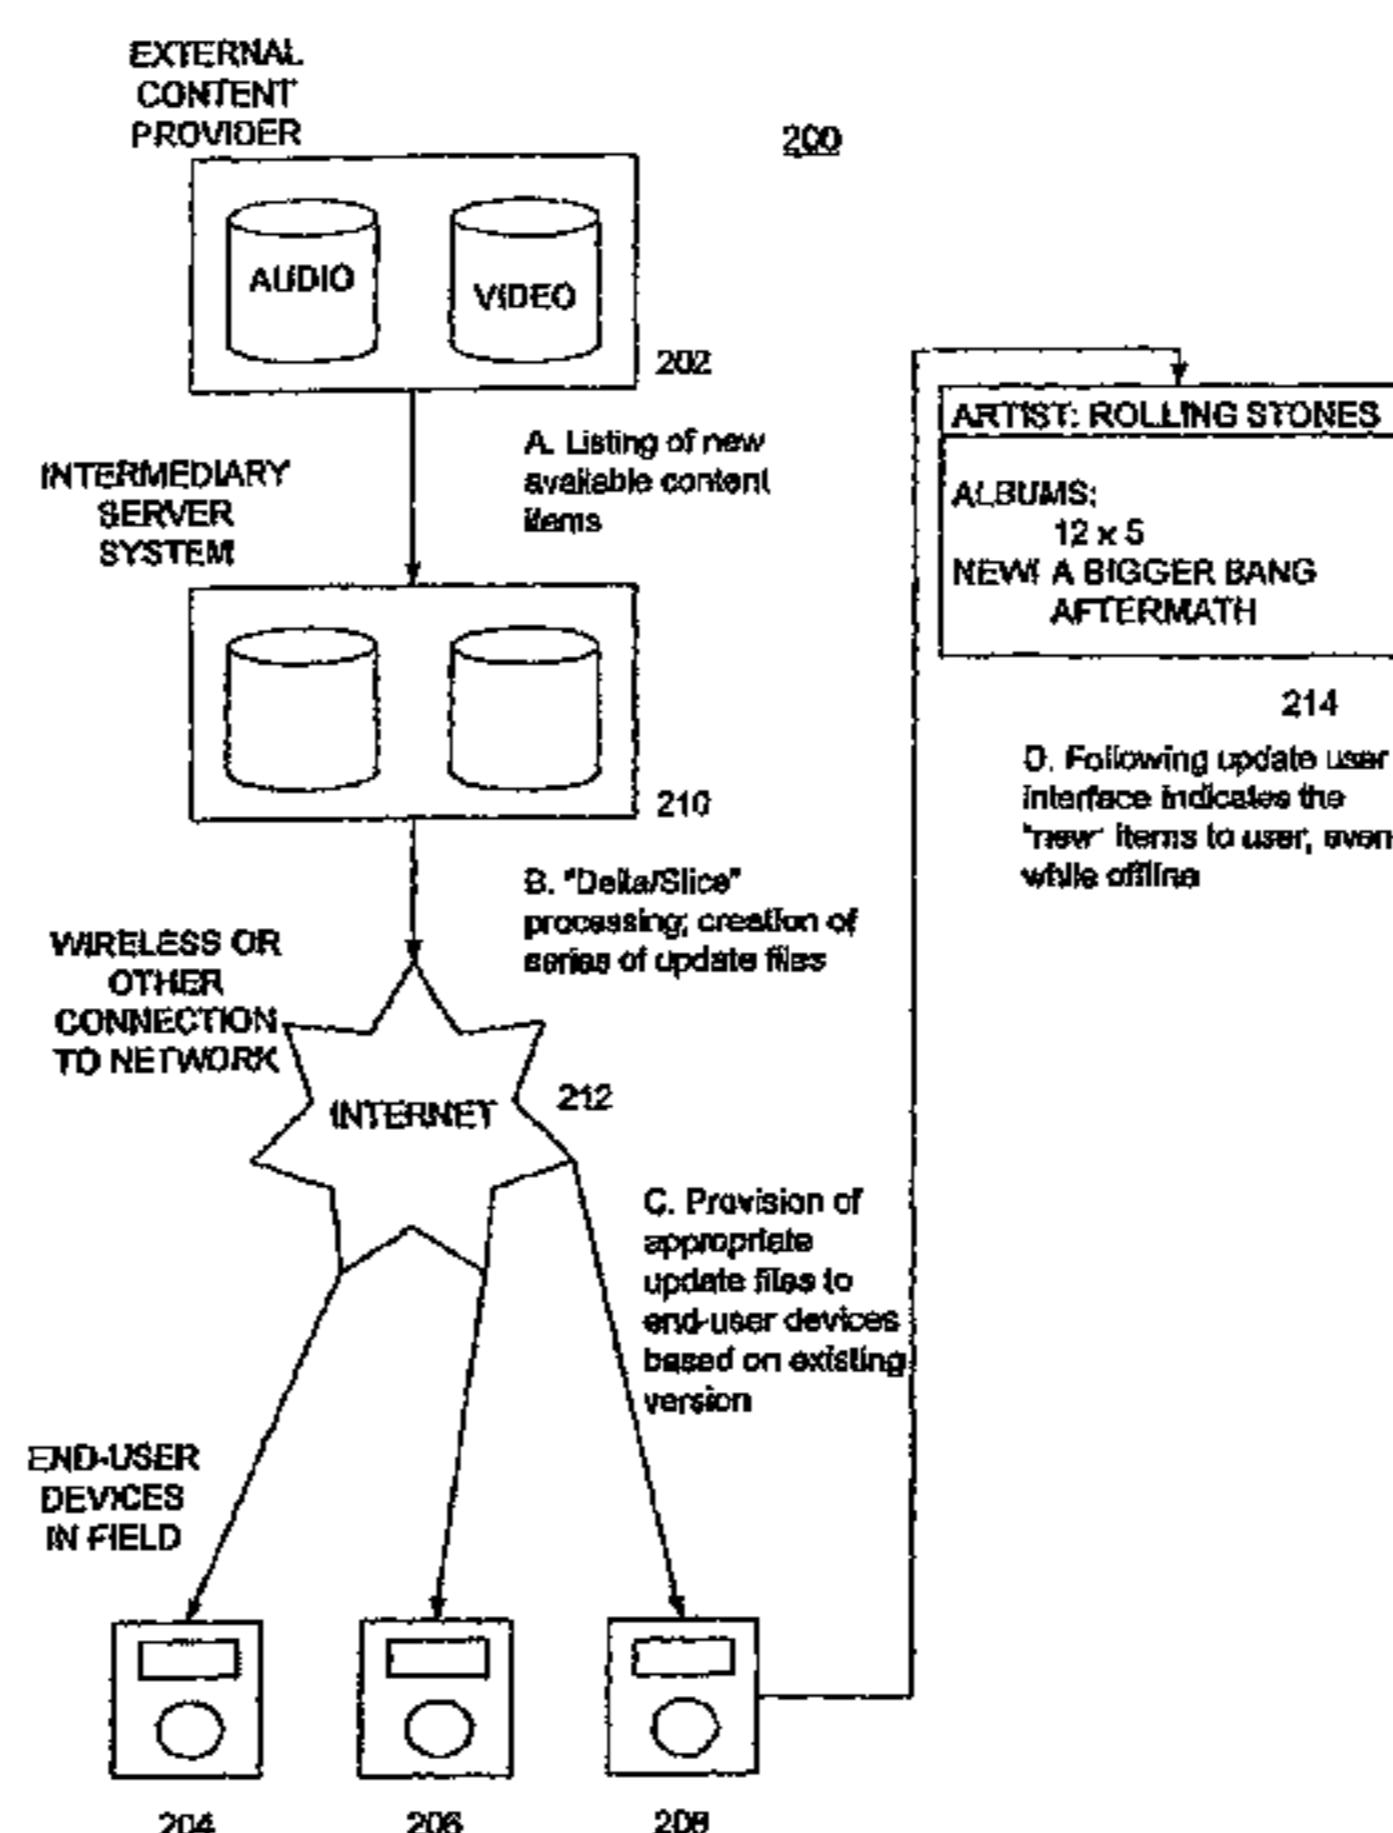 EXTERNAL
CONTENT
PROVIDER
200
AUDIO
VIDEO
202
A. Listing of new
available content
items
INTERMEDIARY
SERVER
SYSTEM
210
B. "Delta/Slice"
processing; creation of
series of update files
WIRELESS OR
OTHER
CONNECTION
TO NETWORK
INTERNET
212
C. Provision of
appropriate
update files to
end-user devices
based on existing
version
END-USER
DEVICES
IN FIELD
204
206
208
ARTIST: ROLLING STONES
ALBUMS:
12 x 5
NEW! A BIGGER BANG
AFTERMATH
214
D. Following update user
interface indicates the
"new" items to user, even
while offline